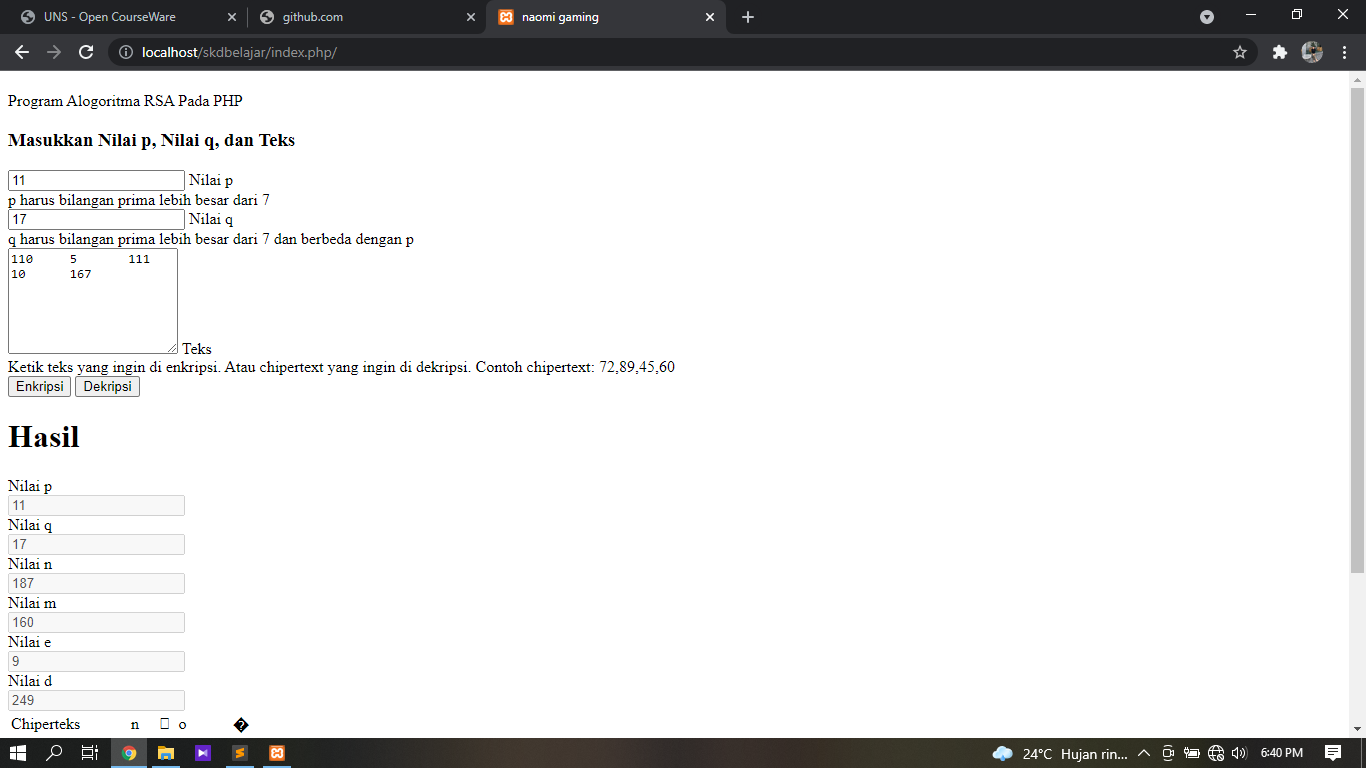 UNS - Open CourseWare
github.com
naomi gaming
localhost/skdbelajar/index.php/
Program Alogoritma RSA Pada PHP
Masukkan Nilai p, Nilai q, dan Teks
11 Nilai p
p harus bilangan prima lebih besar dari 7
17 Nilai q
q harus bilangan prima lebih besar dari 7 dan berbeda dengan p
110 5 111
10 167
Teks
Ketik teks yang ingin di enkripsi. Atau chipertext yang ingin di dekripsi. Contoh chipertext: 72,89,45,60
Enkripsi Dekripsi
Hasil
Nilai p
11
Nilai q
17
Nilai n
187
Nilai m
160
Nilai e
9
Nilai d
249
Chiperteks n o �
24°C Hujan rin... 6:40 PM